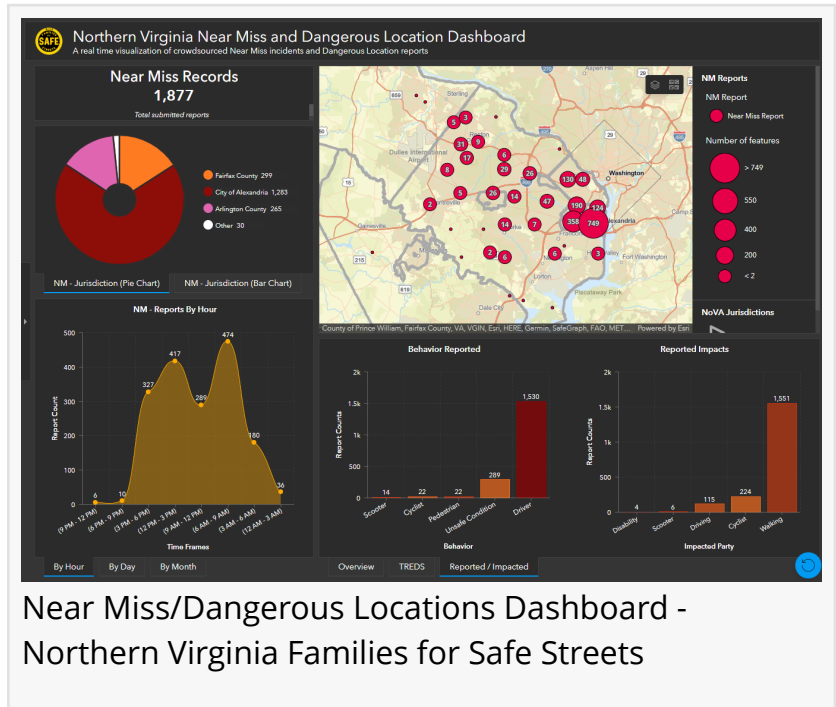 SAFE
Northern Virginia Near Miss and Dangerous Location Dashboard
A real time visualization of crowdsourced Near Miss incidents and Dangerous Location reports
Near Miss Records
1,877
Total submitted reports
Fairfax County 299
City of Alexandria 1,283
Arlington County 265
Other 30
NM - Jurisdiction (Pie Chart)
NM - Jurisdiction (Bar Chart)
NM - Reports By Hour
Report Count
500
400
300
200
100
0
6
10
327
417
289
474
180
36
(9 PM - 12 PM)
(6 PM - 9 PM)
(3 PM - 6 PM)
(12 PM - 3 PM)
(9 AM - 12 PM)
(6 AM - 9 AM)
(3 AM - 6 AM)
(12 AM - 3 AM)
Time Frames
By Hour
By Day
By Month
Aspen Hill
29
659
Sterling
5
3
31
9
Dulles International
Airport
17
6
29
8
26
15
5
26
14
2
47
130
48
Washington
190
124
358
749
14
7
Gainesville
215
2
6
6
3
Fort Washington
Lorton
619
Piscataway Park
Dale City
29
495
County of Prince William, Fairfax County, VA, VGIN, Esri, HERE, Garmin, SafeGraph, FAO, MET...
Powered by Esri
NM Reports
NM Report
Near Miss Report
Number of features
> 749
550
400
200
< 2
NoVA Jurisdictions
Behavior Reported
Report Counts
2k
1.5k
1k
500
0
14
22
22
289
1,530
Scooter
Cyclist
Pedestrian
Unsafe Condition
Driver
Behavior
Reported Impacts
Report Counts
2k
1.5k
1k
500
0
4
6
115
224
1,551
Disability
Scooter
Driving
Cyclist
Walking
Impacted Party
Overview
TREDS
Reported / Impacted
Near Miss/Dangerous Locations Dashboard -
Northern Virginia Families for Safe Streets